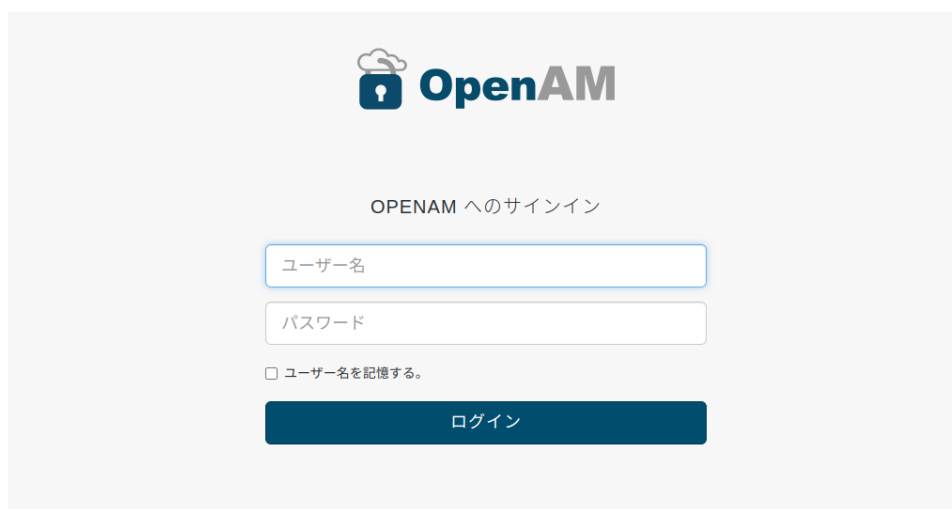 OpenAM
OPENAM へのサインイン
ユーザー名
パスワード
ユーザー名を記憶する。
ログイン